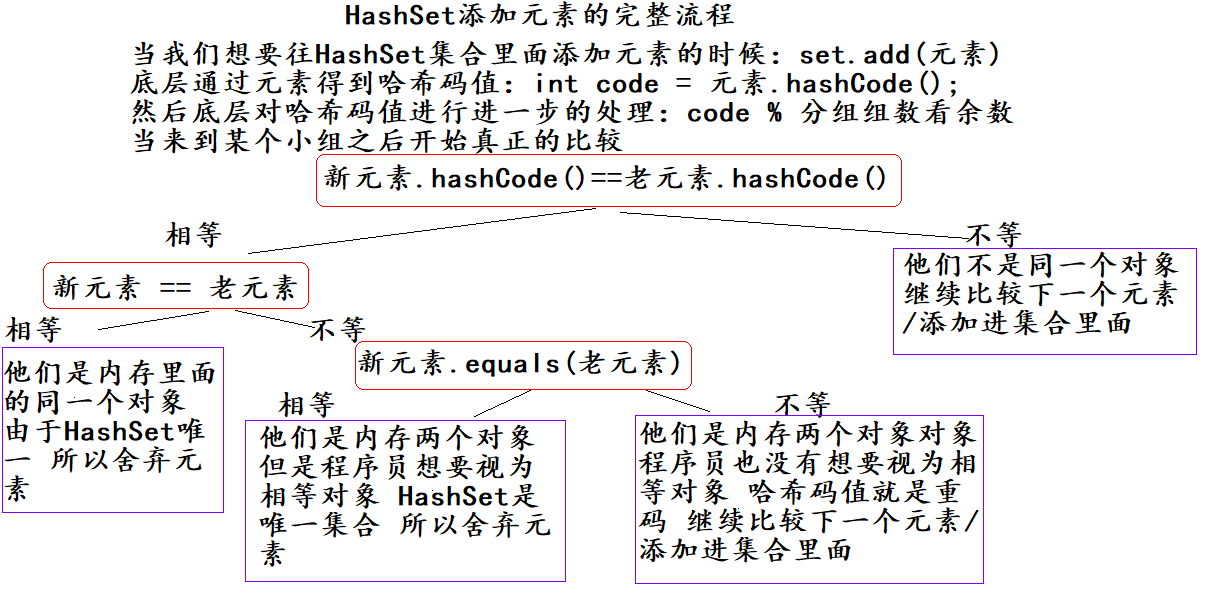 HashSet添加元素的完整流程
当我们想要往HashSet集合里面添加元素的时候：set.add(元素)
底层通过元素得到哈希码值：int code = 元素.hashCode();
然后底层对哈希码值进行进一步的处理：code % 分组组数看余数
当来到某个小组之后开始真正的比较
新元素.hashCode()==老元素.hashCode()
相等
不等
新元素 == 老元素
他们不是同一个对象
继续比较下一个元素
/添加进集合里面
相等
不等
他们是内存里面
的同一个对象
由于HashSet唯
一 所以舍弃元
素
新元素.equals(老元素)
相等
不等
他们是内存两个对象
但是程序员想要视为
相等对象 HashSet是
唯一集合 所以舍弃元
素
他们是内存两个对象对象
程序员也没有想要视为相
等对象 哈希码值就是重
码 继续比较下一个元素/
添加进集合里面